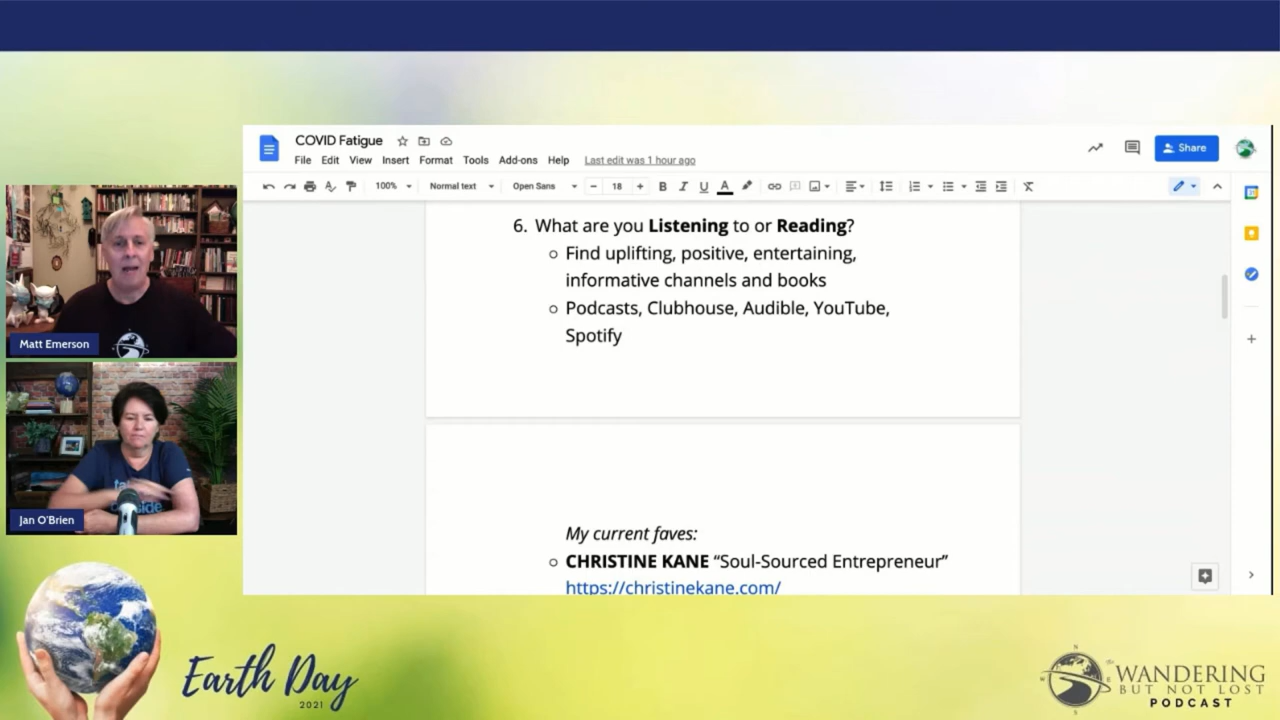 COVID Fatigue
File Edit View Insert Format Tools Add-ons Help Last edit was 1 hour ago
Share
100% Normal text Open Sans 18 B I U A
6. What are you Listening to or Reading?
Find uplifting, positive, entertaining,
informative channels and books
Podcasts, Clubhouse, Audible, YouTube,
Spotify
My current faves:
CHRISTINE KANE “Soul-Sourced Entrepreneur”
https://christinekane.com/
Matt Emerson
Jan O'Brien
Earth Day
2021
the
WANDERING
BUT NOT LOST
PODCAST